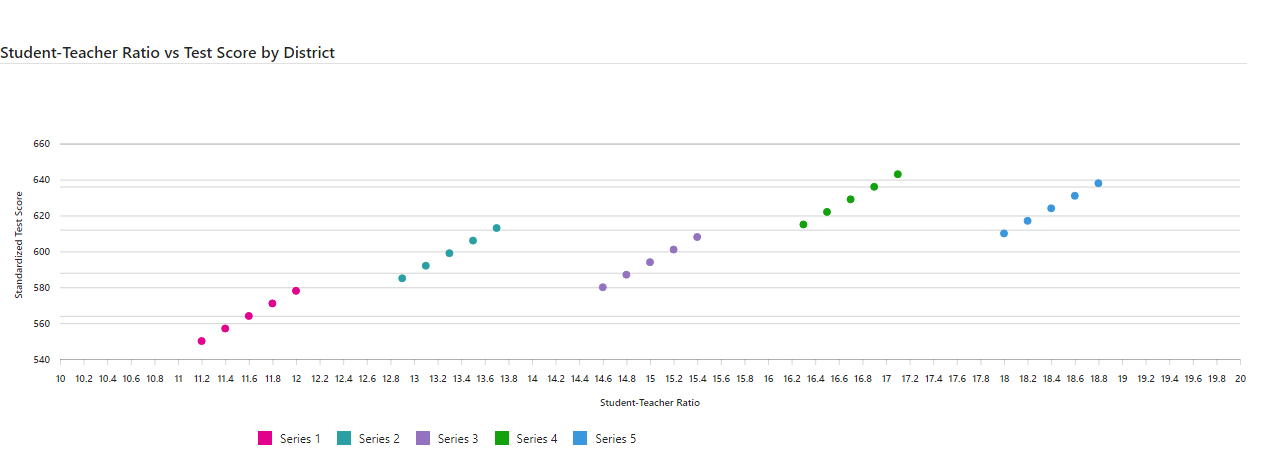 Student-Teacher Ratio vs Test Score by District
660
640
620
600
580
560
540
Standardized Test Score
10 10.2 10.4 10.6 10.8 11 11.2 11.4 11.6 11.8 12 12.2 12.4 12.6 12.8 13 13.2 13.4 13.6 13.8 14 14.2 14.4 14.6 14.8 15 15.2 15.4 15.6 15.8 16 16.2 16.4 16.6 16.8 17 17.2 17.4 17.6 17.8 18 18.2 18.4 18.6 18.8 19 19.2 19.4 19.6 19.8 20
Student-Teacher Ratio
Series 1 Series 2 Series 3 Series 4 Series 5